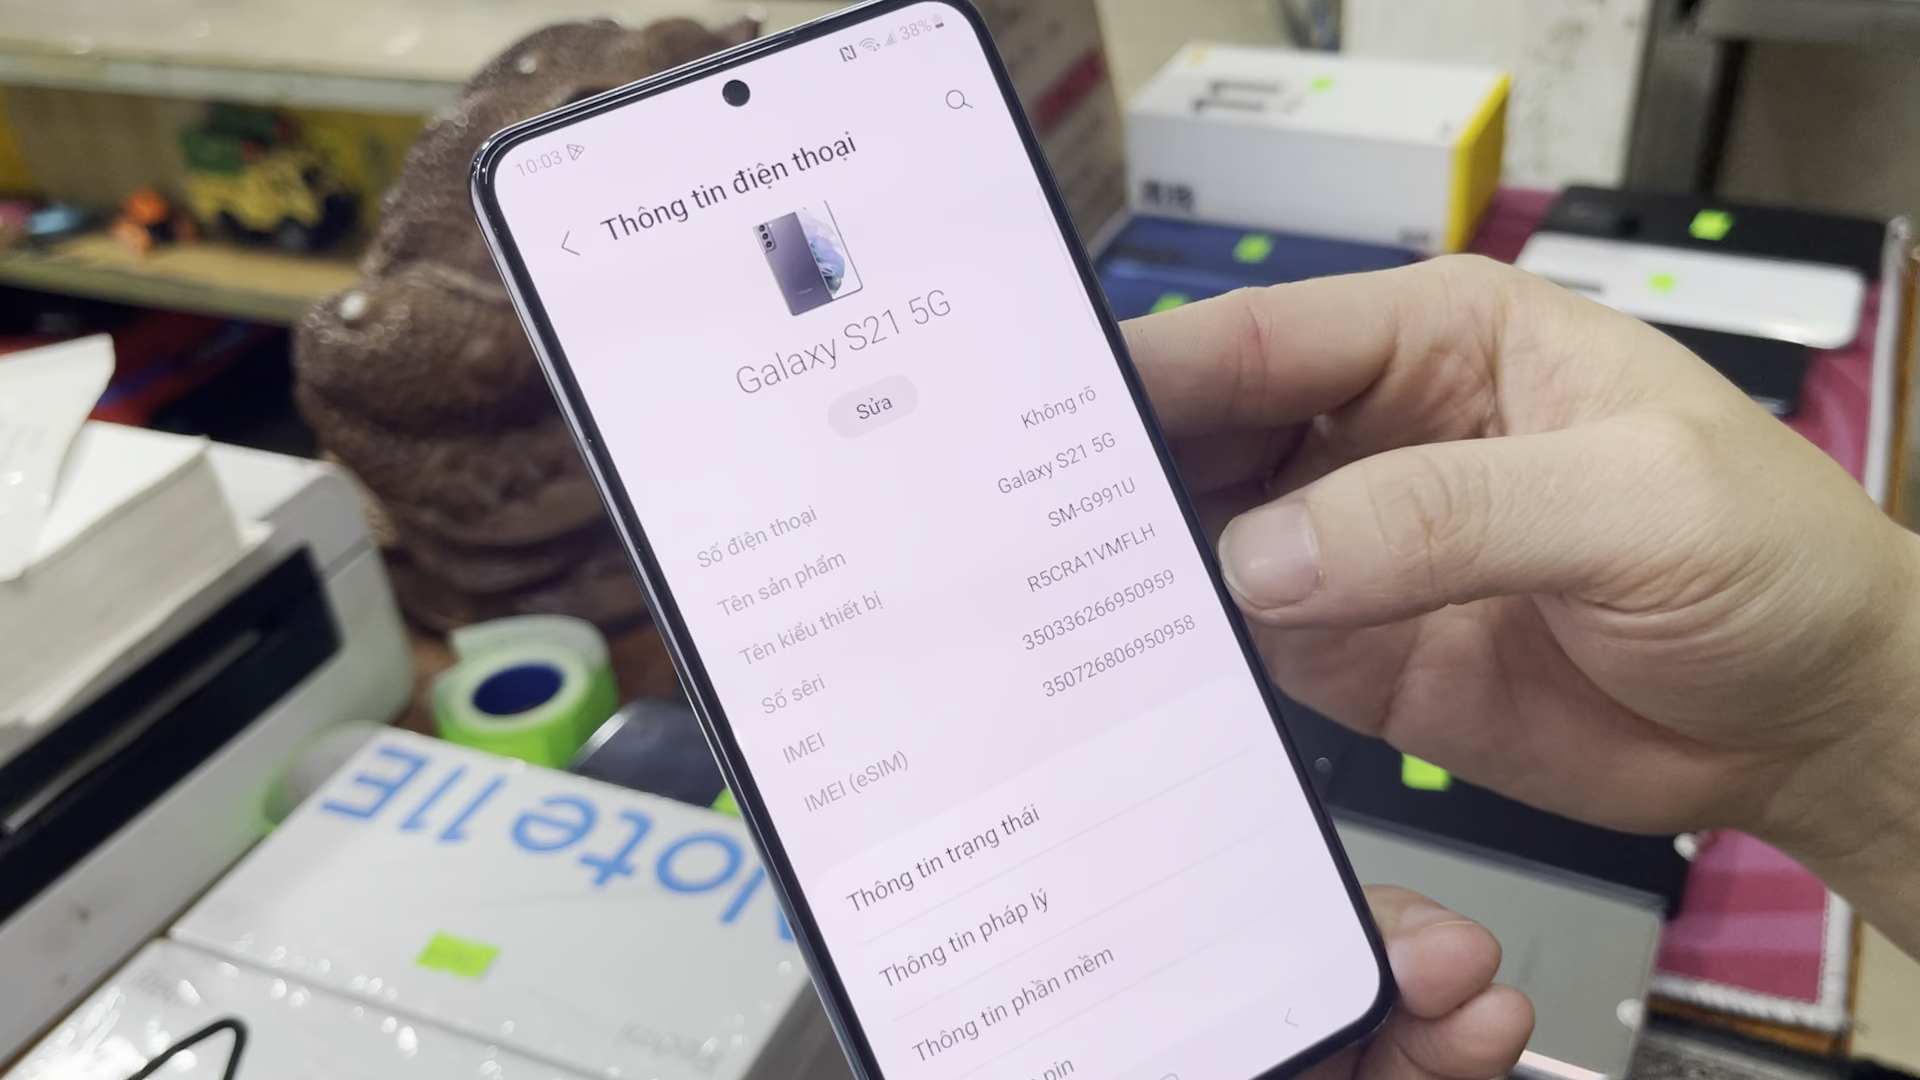 10:03
38%
Thông tin điện thoại
Galaxy S21 5G
Sửa
Số điện thoại Không rõ
Tên sản phẩm Galaxy S21 5G
Tên kiểu thiết bị SM-G991U
Số sêri R5CRA1VMFLH
IMEI 350336266950959
IMEI (eSIM) 350726806950958
Thông tin trạng thái
Thông tin pháp lý
Thông tin phần mềm
pin
Note 11E